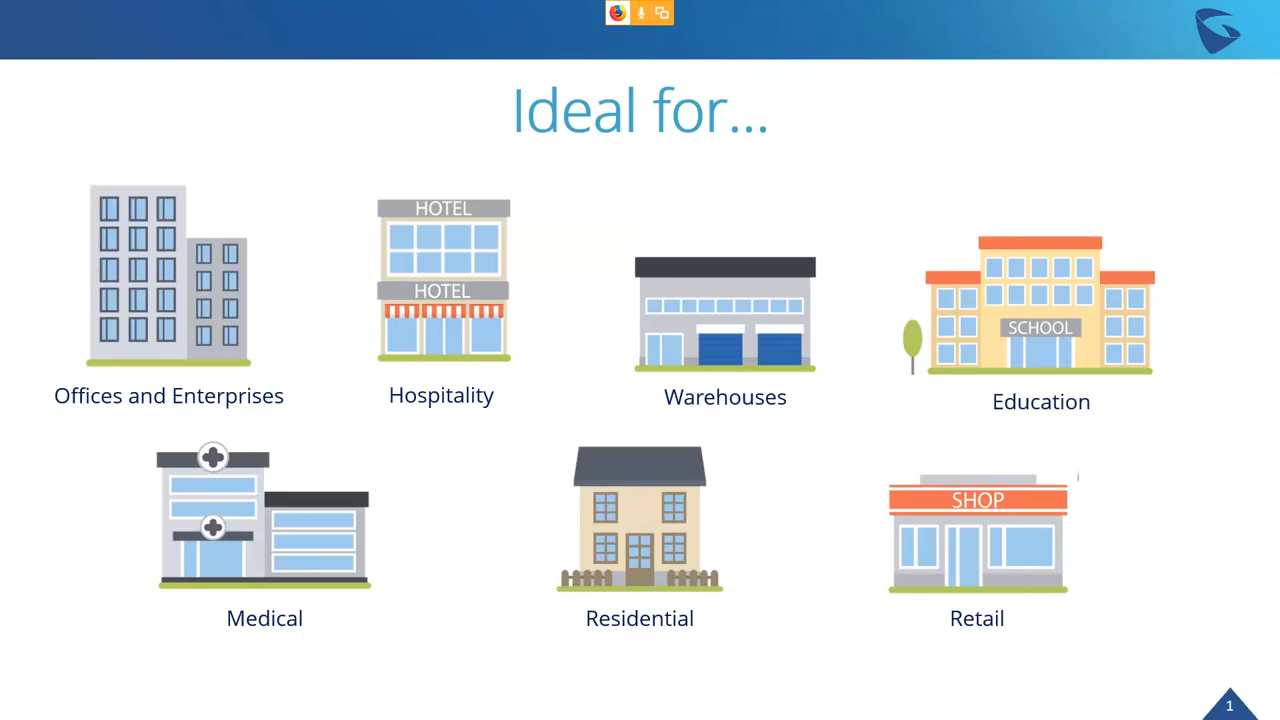 Ideal for...
HOTEL
HOTEL
SCHOOL
Offices and Enterprises
Hospitality
Warehouses
Education
SHOP
Medical
Residential
Retail
1